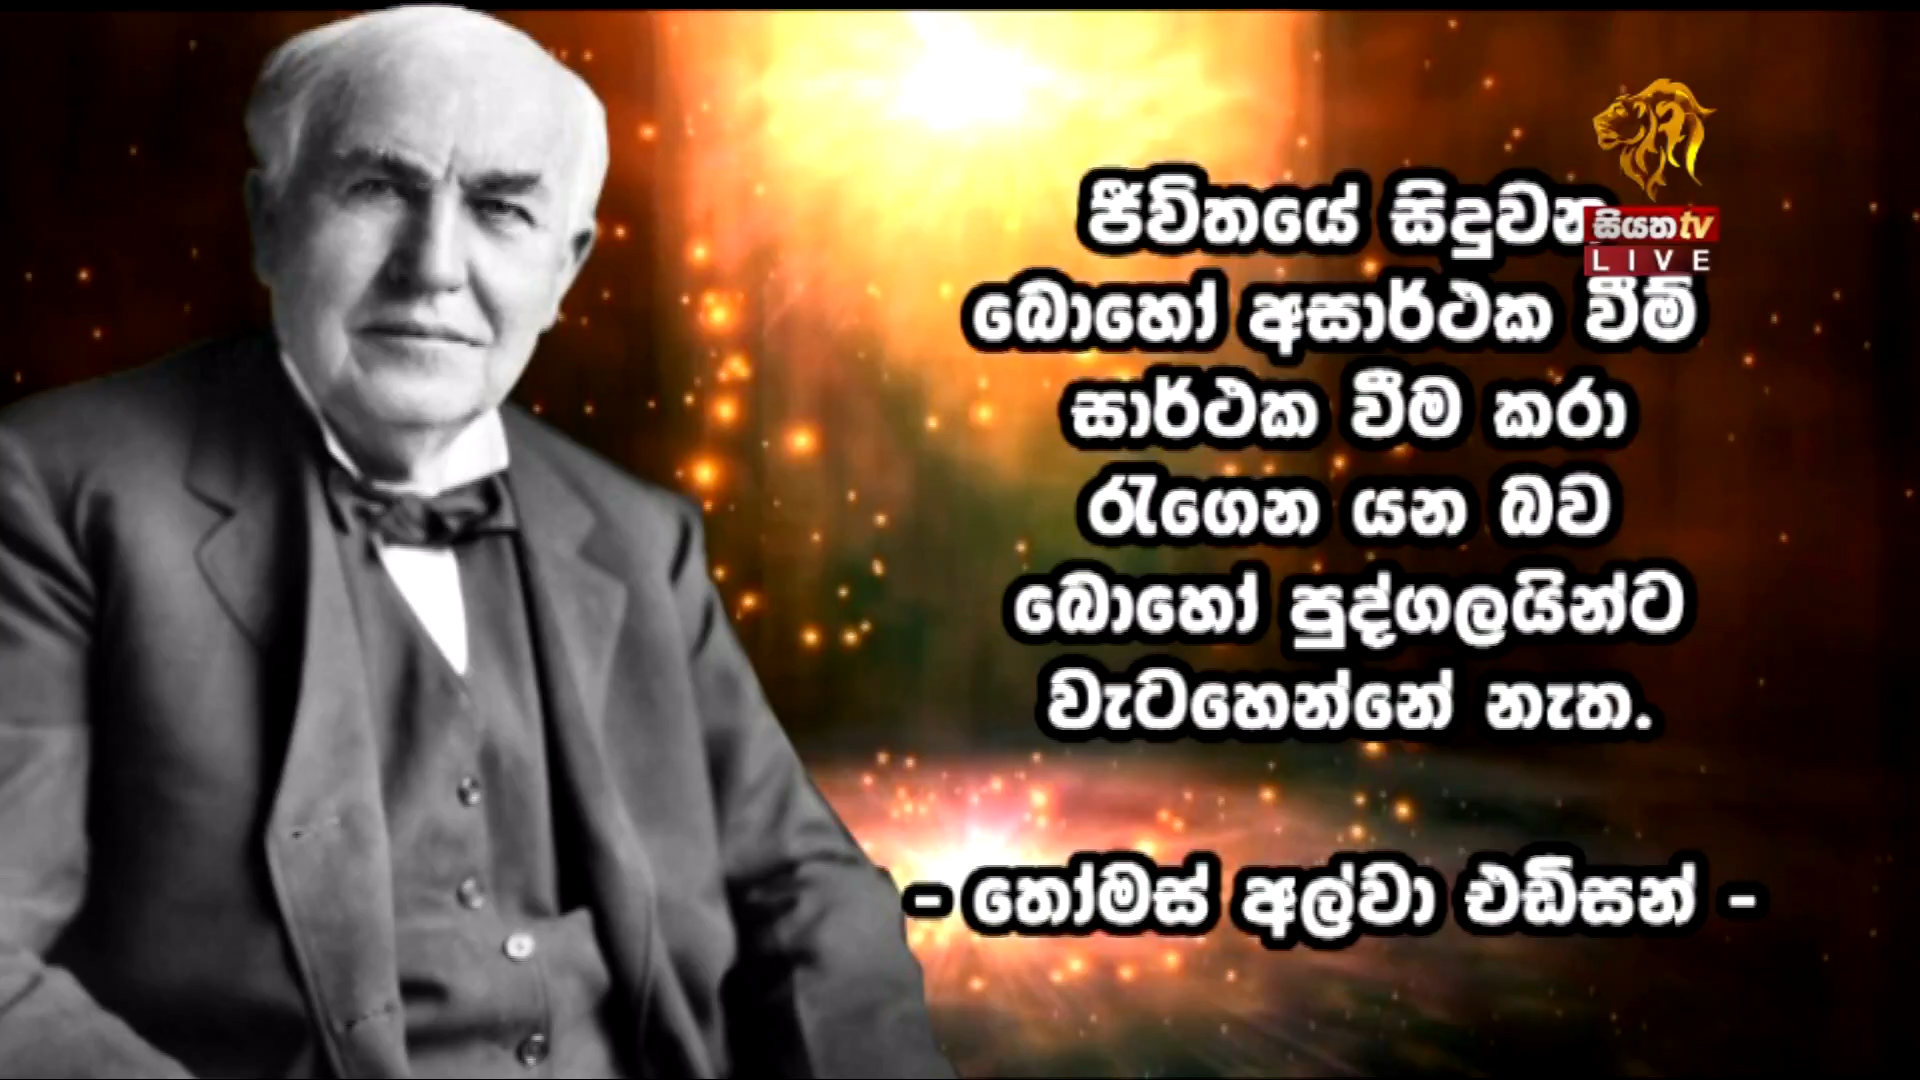 ජීවිතයේ සිදුවන
සියත tv
LIVE
බොහෝ අසාර්ථක වීම්
සාර්ථක වීම කරා
රැගෙන යන බව
බොහෝ පුද්ගලයින්ට
වැටහෙන්නේ නැත.
- තෝමස් අල්වා එඩිසන් -